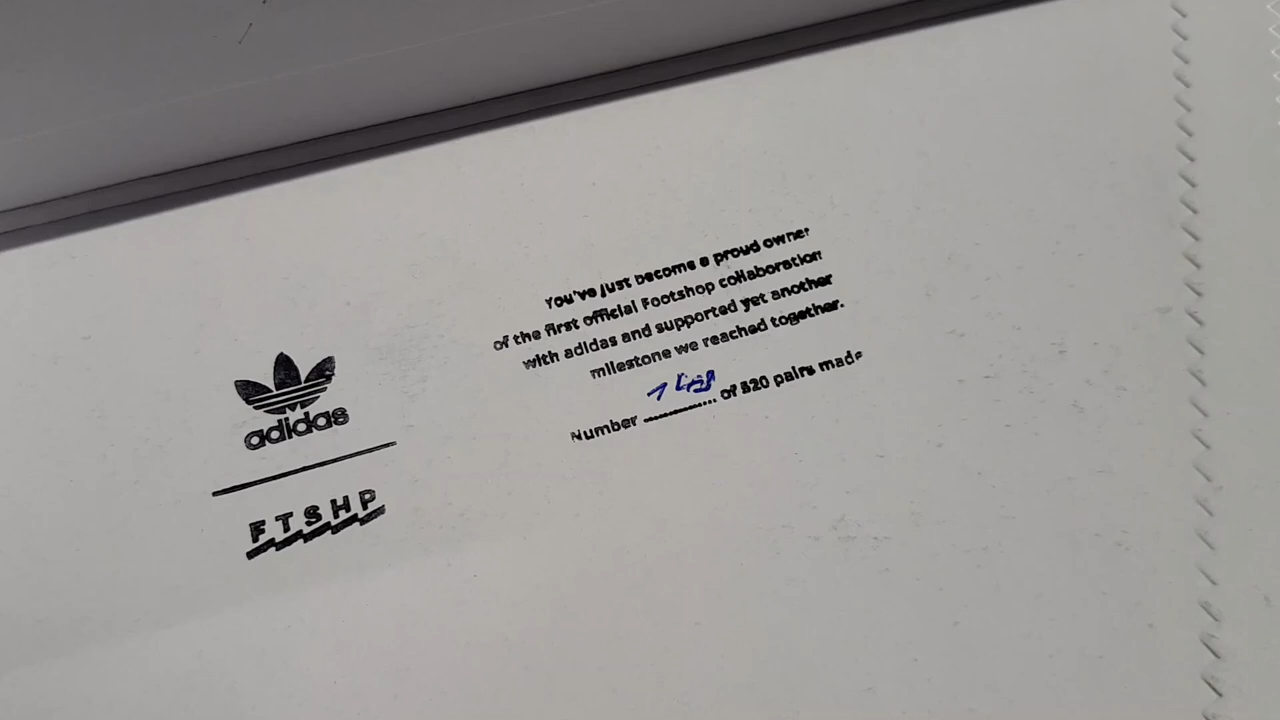 adidas
FTSHP
You've just become a proud owner
of the first official Footshop collaboration
with adidas and supported yet another
milestone we reached together.
Number .............. of 520 pairs made